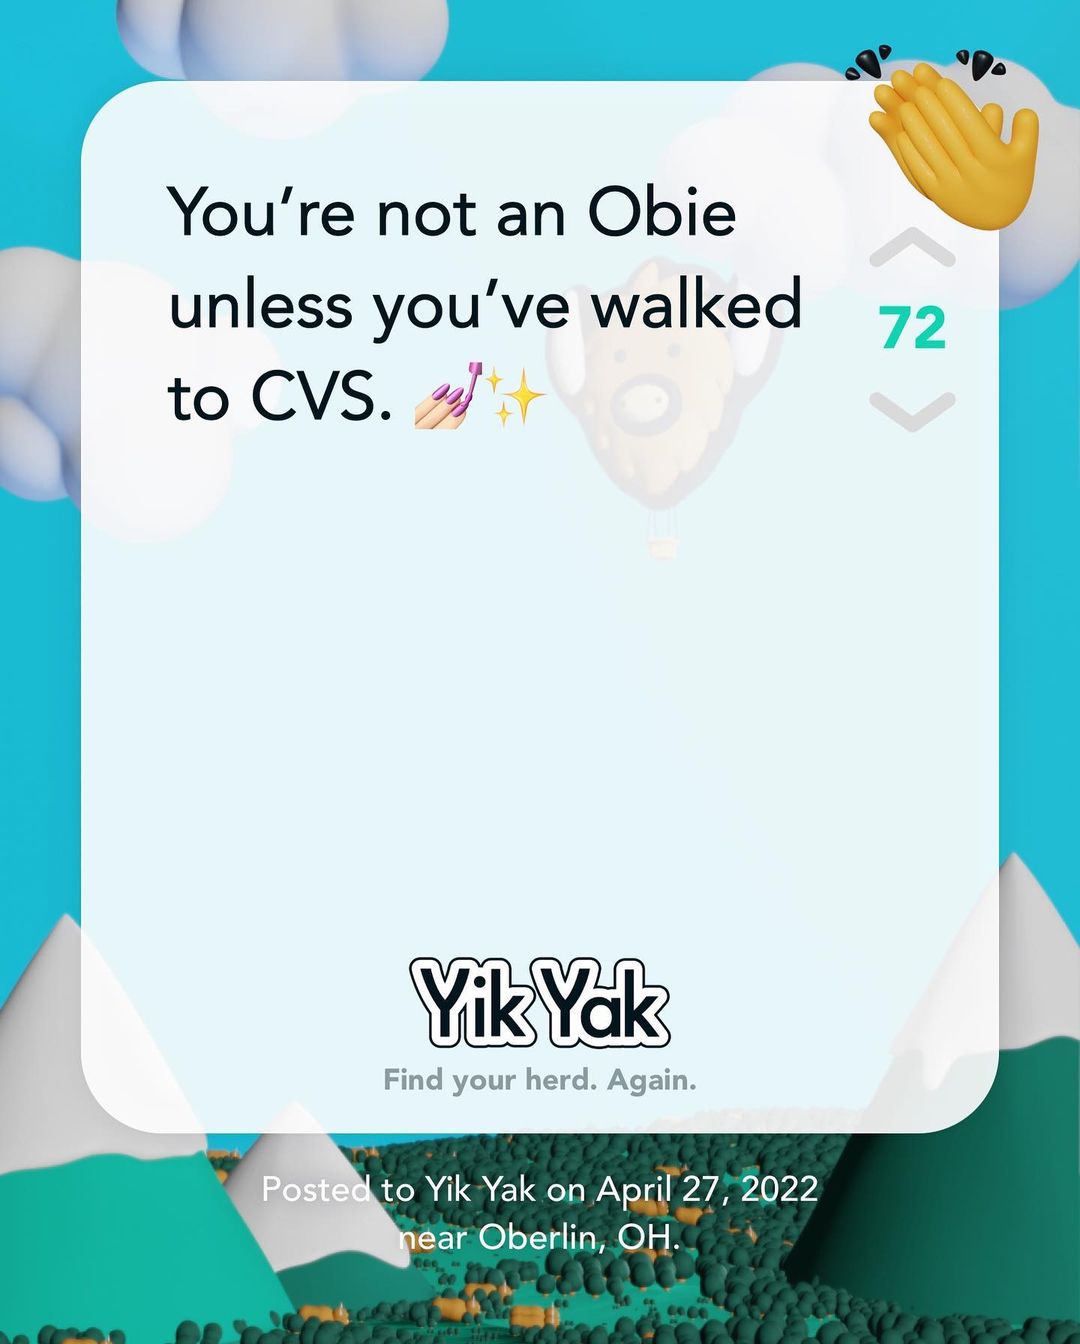 You’re not an Obie
unless you’ve walked
to CVS. 💅🏻✨
72
Yik Yak
Find your herd. Again.
Posted to Yik Yak on April 27, 2022
near Oberlin, OH.